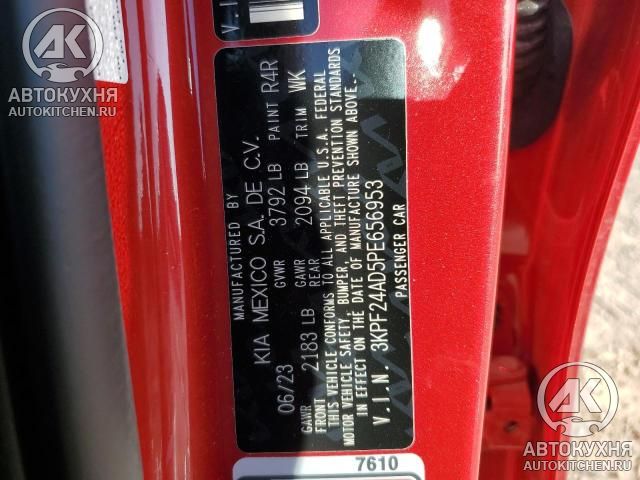 АВТОКУХНЯ
AUTOKITCHEN.RU
V.I.
MANUFACTURED BY
KIA MEXICO S.A. DE C.V.
06/23 GVWR 3792 LB PAINT R4R
GAWR FRONT 2183 LB GAWR REAR 2094 LB TRIM WK
THIS VEHICLE CONFORMS TO ALL APPLICABLE U.S.A. FEDERAL
MOTOR VEHICLE SAFETY, BUMPER, AND THEFT PREVENTION STANDARDS
IN EFFECT ON THE DATE OF MANUFACTURE SHOWN ABOVE.
V.I.N. 3KPF24AD5PE656953
PASSENGER CAR
7610
АВТОКУХНЯ
AUTOKITCHEN.RU